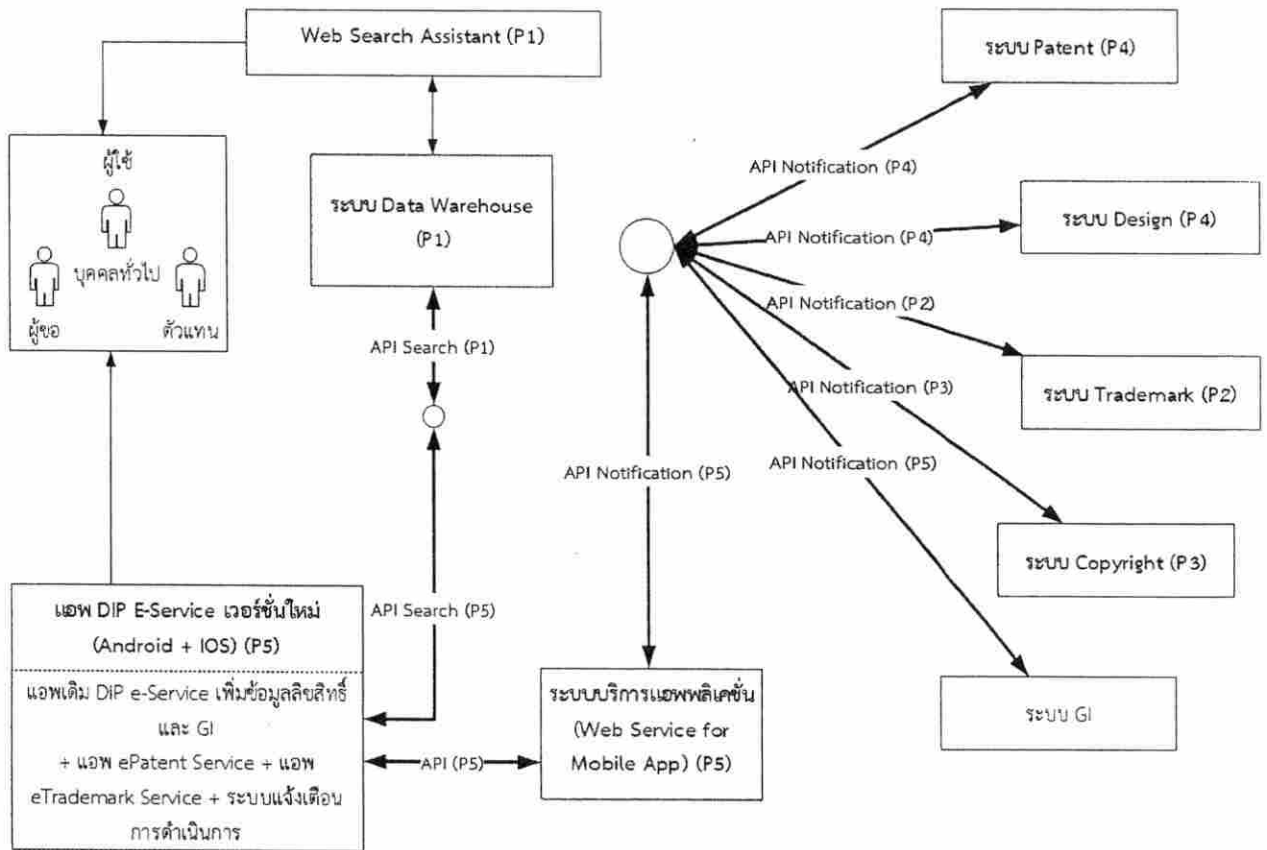 Web Search Assistant (P1)
ระบบ Patent (P4)
ผู้ใช้
บุคคลทั่วไป
ผู้ขอ
ตัวแทน
ระบบ Data Warehouse
(P1)
API Notification (P4)
ระบบ Design (P4)
API Notification (P4)
API Notification (P2)
API Search (P1)
ระบบ Trademark (P2)
API Notification (P3)
API Notification (P5)
API Notification (P5)
ระบบ Copyright (P3)
API Search (P5)
แอพ DIP E-Service เวอร์ชั่นใหม่
(Android + IOS) (P5)
แอพเดิม DIP e-Service เพิ่มข้อมูลลิขสิทธิ์
และ GI
+ แอพ ePatent Service + แอพ
eTrademark Service + ระบบแจ้งเตือน
การดำเนินการ
API (P5)
ระบบบริการแอพพลิเคชั่น
(Web Service for
Mobile App) (P5)
ระบบ GI